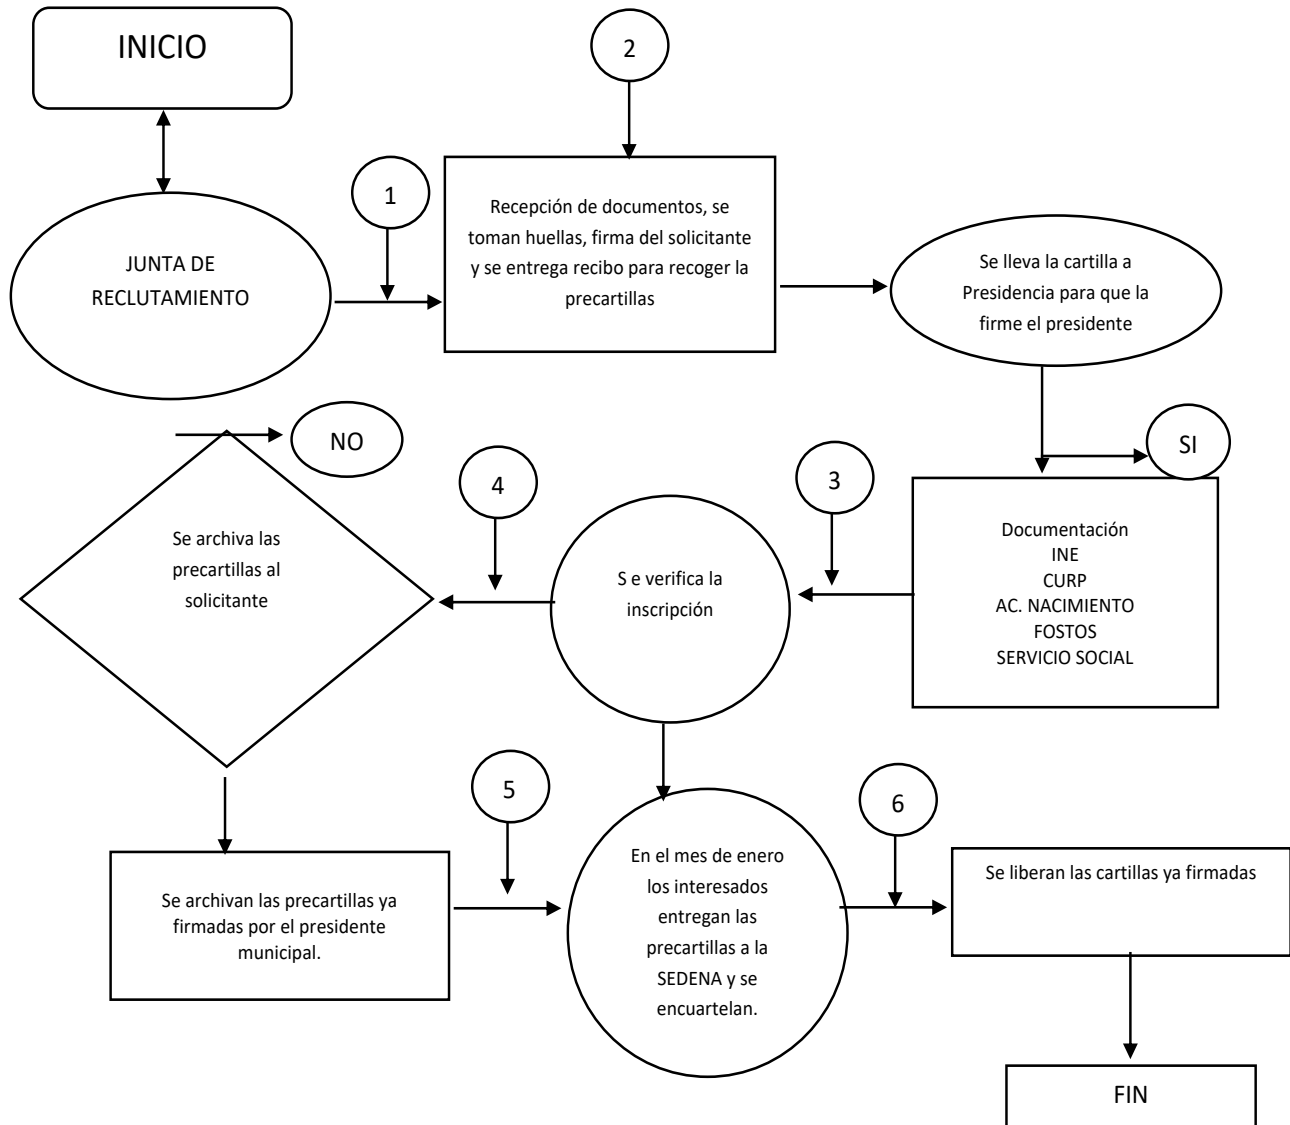 INICIO
2
1
JUNTA DE
RECLUTAMIENTO
Recepción de documentos, se
toman huellas, firma del solicitante
y se entrega recibo para recoger la
precartillas
Se lleva la cartilla a
Presidencia para que la
firme el presidente
SI
NO
4
3
Se archiva las
precartillas al
solicitante
S e verifica la
inscripción
Documentación
INE
CURP
AC. NACIMIENTO
FOSTOS
SERVICIO SOCIAL
5
6
Se archivan las precartillas ya
firmadas por el presidente
municipal.
En el mes de enero
los interesados
entregan las
precartillas a la
SEDENA y se
encuartelan.
Se liberan las cartillas ya firmadas
FIN